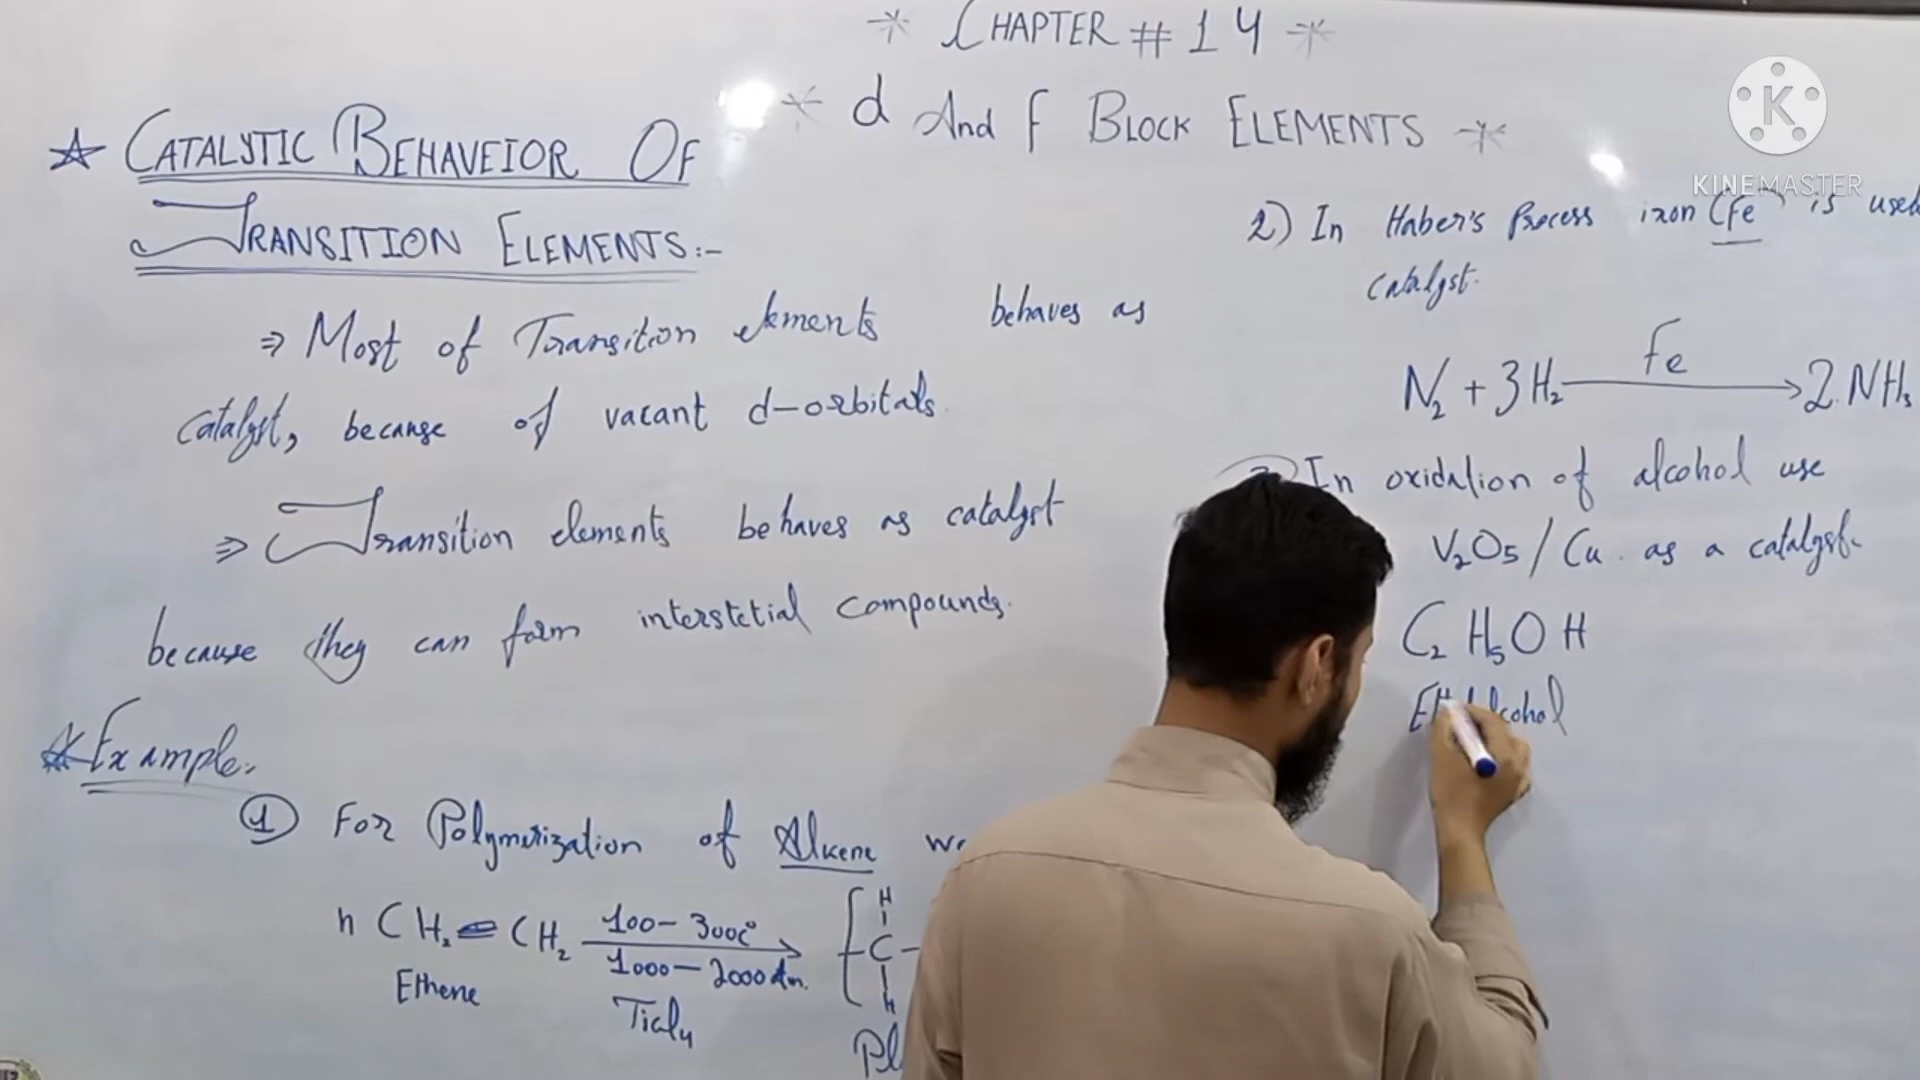 * CHAPTER # 14 *
* d And f BLOCK ELEMENTS *
KINEMASTER
☆ CATALYTIC BEHAVEIOR OF
TRANSITION ELEMENTS:-
⇒ Most of Transition elements behaves as
catalyst, because of vacant d-orbitals.
⇒ Transition elements behaves as catalyst
because they can form interstetial compounds.
Example:
① For Polymerization of Alkene
n CH₂=CH₂ 100-300c°
1000-2000
Ethene
Ticl₄
H
C
H
2) In Haber's Process iron (Fe) is used
catalyst.
N₂ + 3H₂ Fe → 2NH₃
In oxidation of alcohol use
V₂O₅/Cu. as a catalyst.
C₂H₅OH